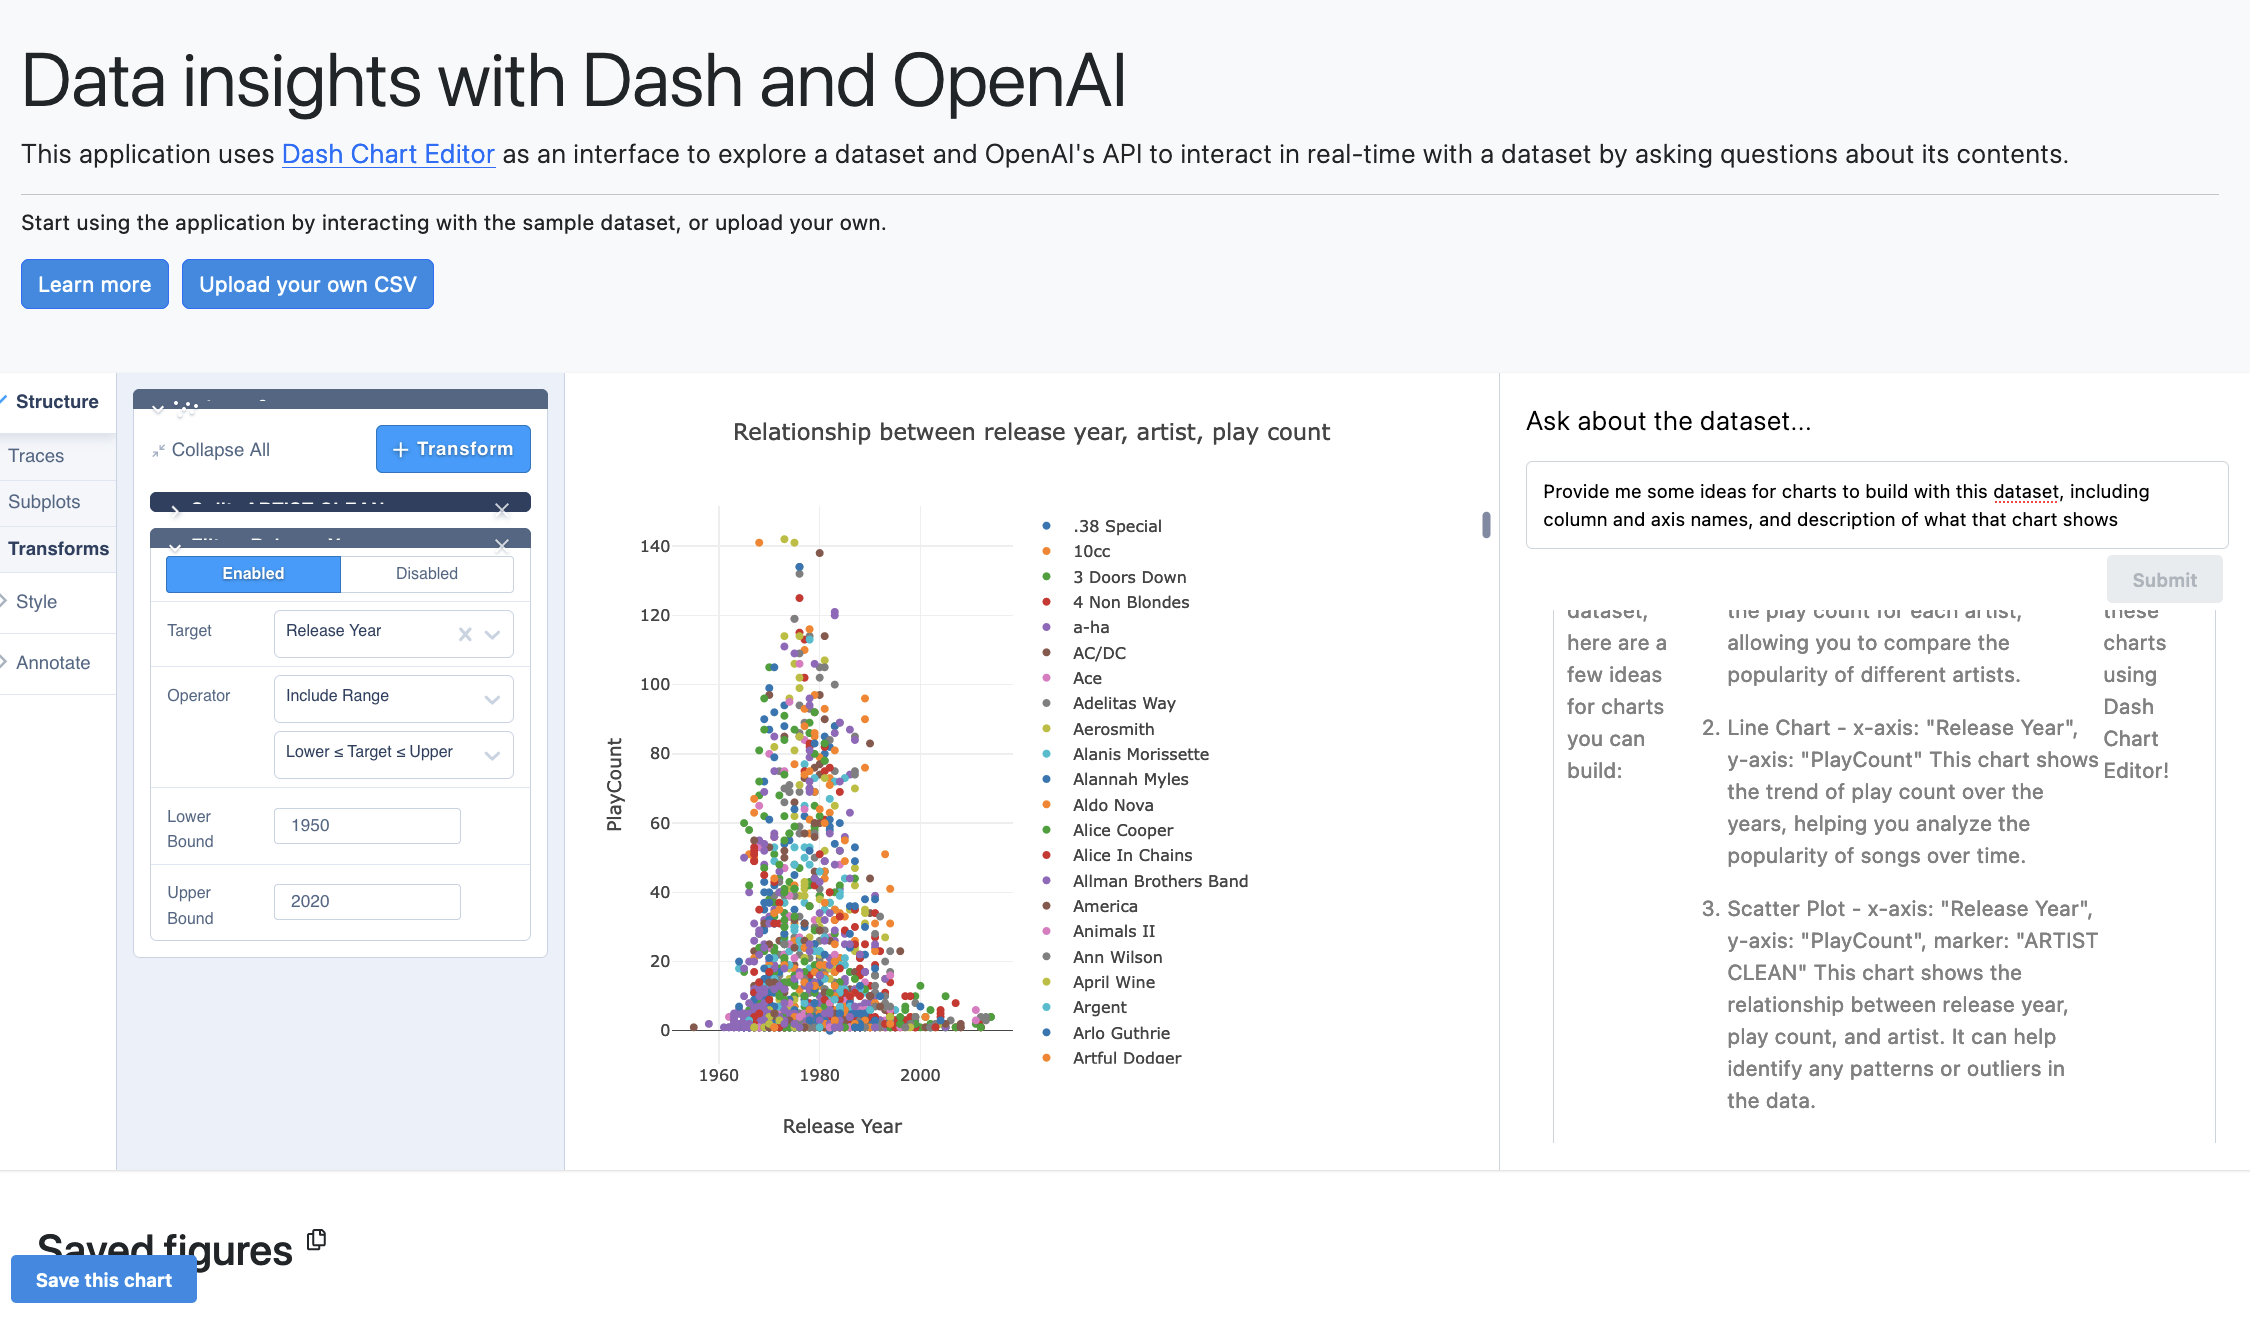 Data insights with Dash and OpenAI
This application uses Dash Chart Editor as an interface to explore a dataset and OpenAI's API to interact in real-time with a dataset by asking questions about its contents.
Start using the application by interacting with the sample dataset, or upload your own.
Learn more
Upload your own CSV
Structure
Traces
Subplots
Transforms
Style
Annotate
Collapse All
+ Transform
Enabled
Disabled
Target
Release Year
Operator
Include Range
Lower ≤ Target ≤ Upper
Lower
Bound
1950
Upper
Bound
2020
Relationship between release year, artist, play count
PlayCount
140
120
100
80
60
40
20
0
1960
1980
2000
Release Year
.38 Special
10cc
3 Doors Down
4 Non Blondes
a-ha
AC/DC
Ace
Adelitas Way
Aerosmith
Alanis Morissette
Alannah Myles
Aldo Nova
Alice Cooper
Alice In Chains
Allman Brothers Band
America
Animals II
Ann Wilson
April Wine
Argent
Arlo Guthrie
Artful Dodger
Ask about the dataset...
Provide me some ideas for charts to build with this dataset, including
column and axis names, and description of what that chart shows
Submit
dataset,
here are a
few ideas
for charts
you can
build:
the play count for each artist,
allowing you to compare the
popularity of different artists.
2. Line Chart - x-axis: "Release Year",
y-axis: "PlayCount" This chart shows
the trend of play count over the
years, helping you analyze the
popularity of songs over time.
3. Scatter Plot - x-axis: "Release Year",
y-axis: "PlayCount", marker: "ARTIST
CLEAN" This chart shows the
relationship between release year,
play count, and artist. It can help
identify any patterns or outliers in
the data.
these
charts
using
Dash
Chart
Editor!
Saved figures
Save this chart